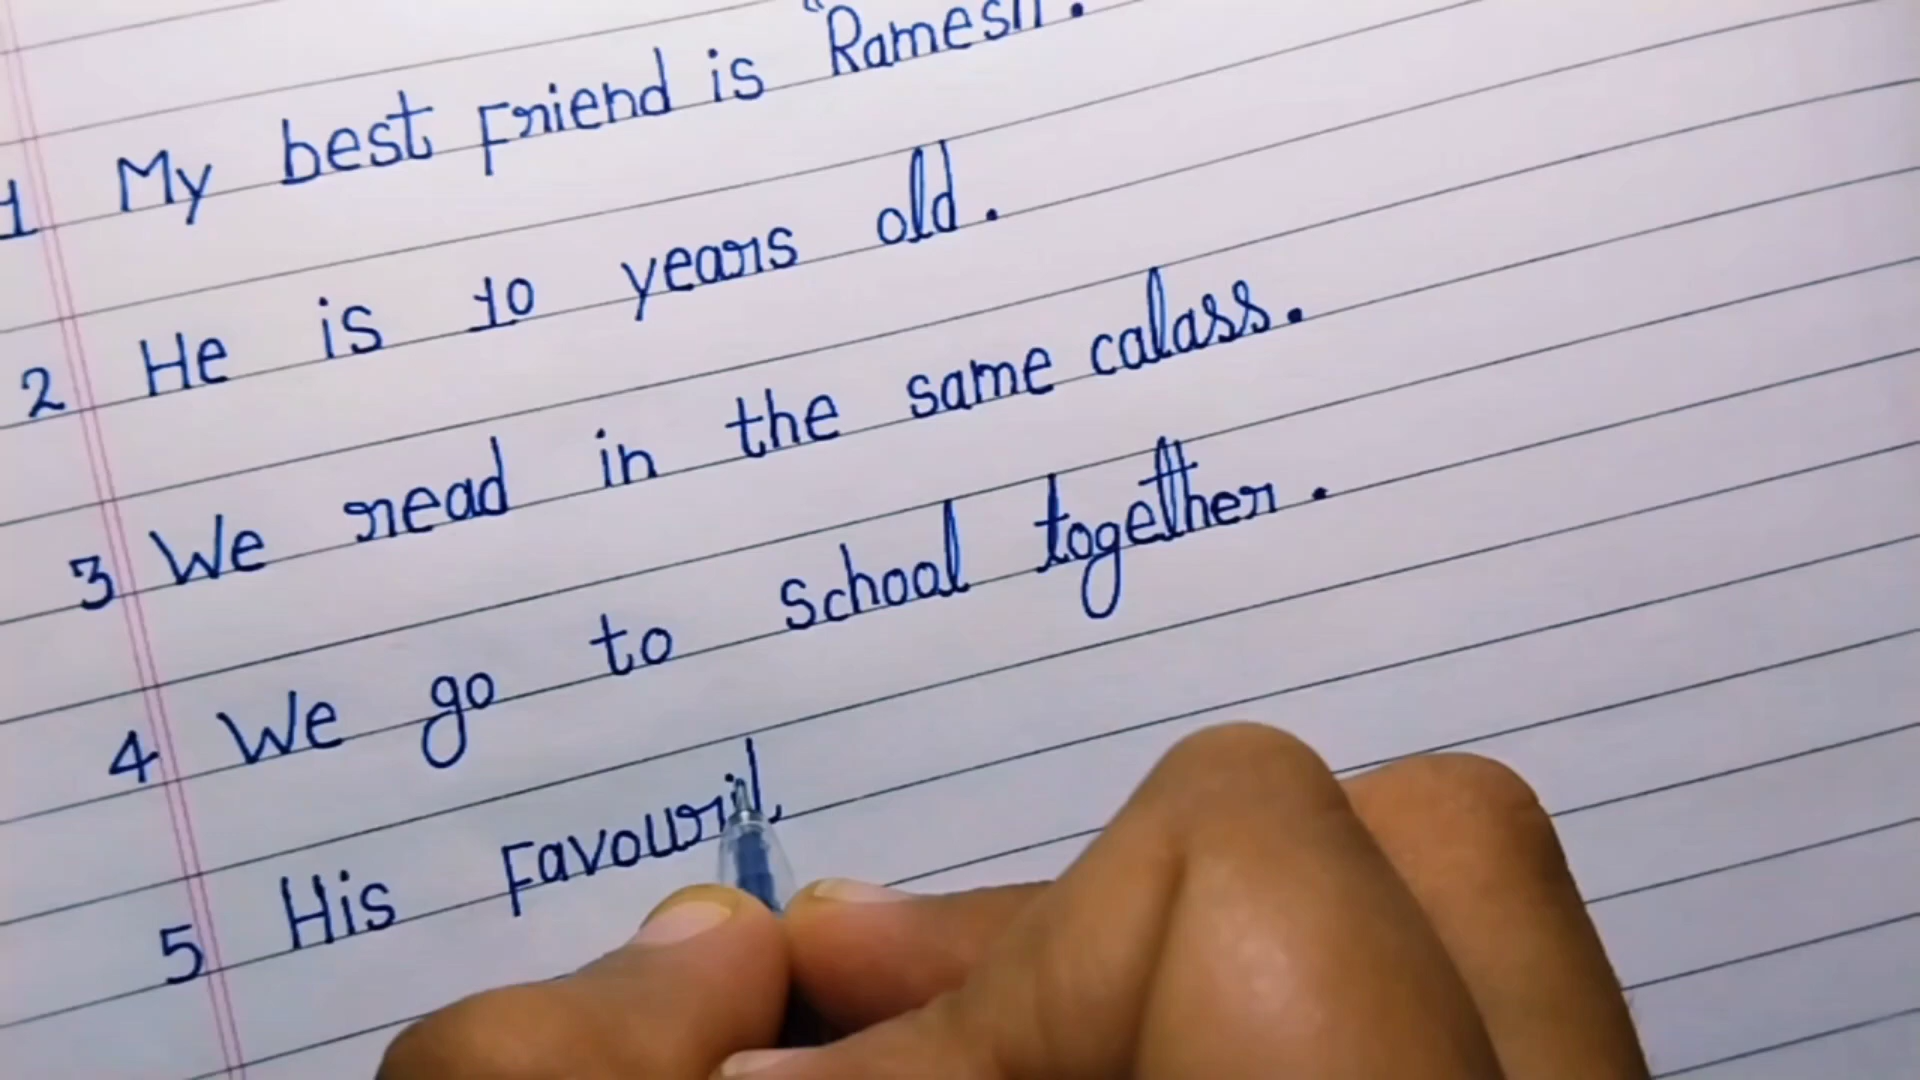 1 My best Friend is "Ramesh.
2 He is 10 years old.
3 We read in the same calass.
4 We go to school together.
5 His Favourit